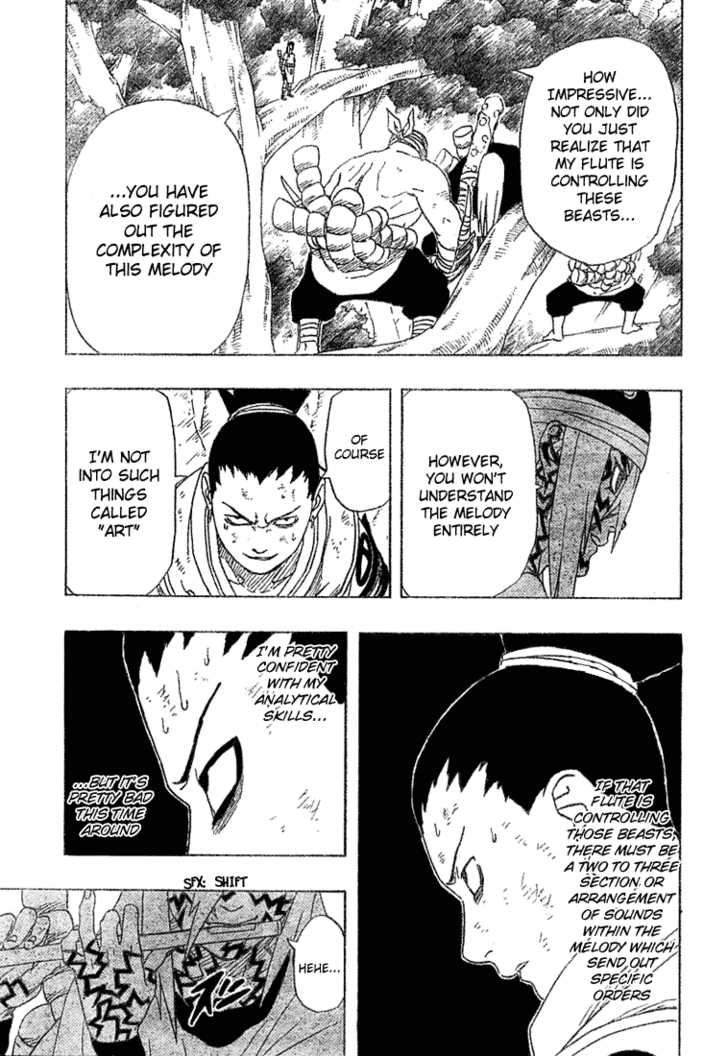 HOW
IMPRESSIVE...
NOT ONLY DID
YOU JUST
REALIZE THAT
MY FLUTE IS
CONTROLLING
THESE
BEASTS...
...YOU HAVE
ALSO FIGURED
OUT THE
COMPLEXITY OF
THIS MELODY
HOWEVER,
YOU WON'T
UNDERSTAND
THE MELODY
ENTIRELY
OF
COURSE
I'M NOT
INTO SUCH
THINGS
CALLED
"ART"
IF THAT
FLUTE IS
CONTROLLING
THOSE BEASTS,
THERE MUST BE
A TWO TO THREE
SECTION OR
ARRANGEMENT
OF SOUNDS
WITHIN THE
MELODY WHICH
SEND OUT
SPECIFIC
ORDERS
I'M PRETTY
CONFIDENT
WITH MY
ANALYTICAL
SKILLS...
...BUT IT'S
PRETTY BAD
THIS TIME
AROUND
SFX: SHIFT
HEHE...
ズッ